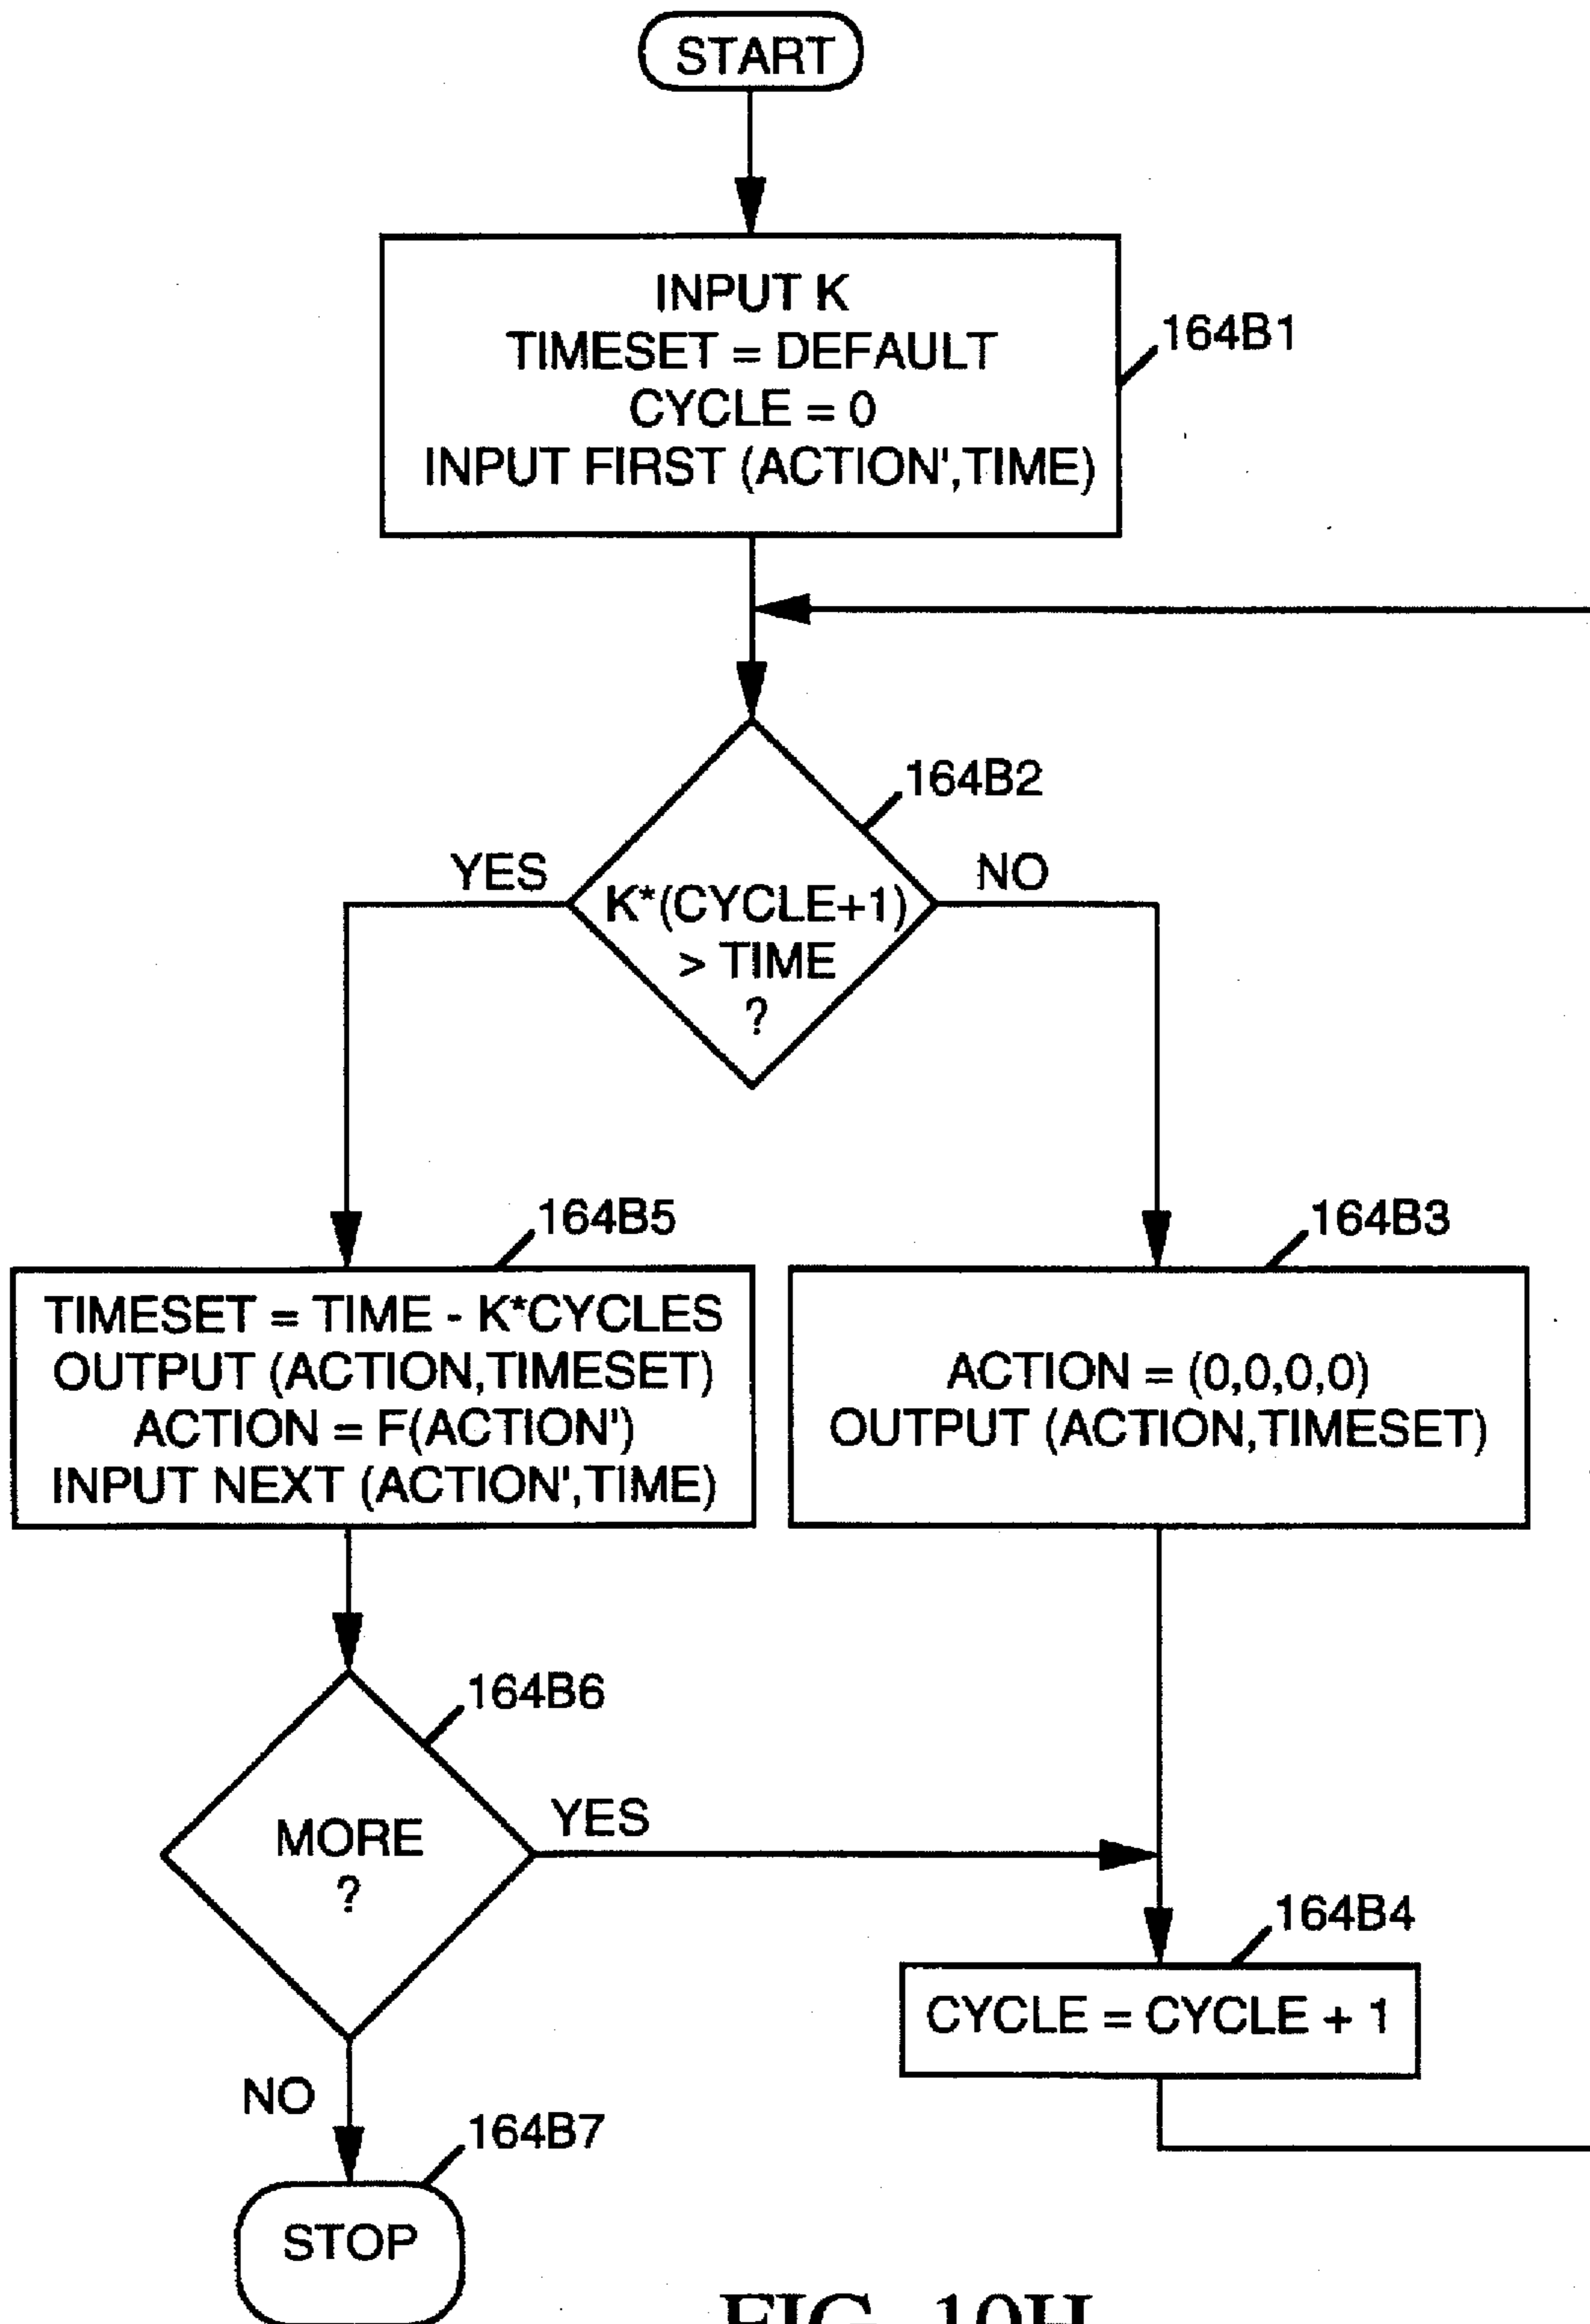 START
INPUT K
TIMESET = DEFAULT
CYCLE = 0
INPUT FIRST (ACTION',TIME)
164B1
164B2
YES
NO
K*(CYCLE+1)
> TIME
?
164B5
164B3
TIMESET = TIME - K*CYCLES
OUTPUT (ACTION,TIMESET)
ACTION = F(ACTION')
INPUT NEXT (ACTION',TIME)
ACTION = (0,0,0,0)
OUTPUT (ACTION,TIMESET)
164B6
MORE
?
YES
164B4
CYCLE = CYCLE + 1
NO
164B7
STOP
FIG. 10H